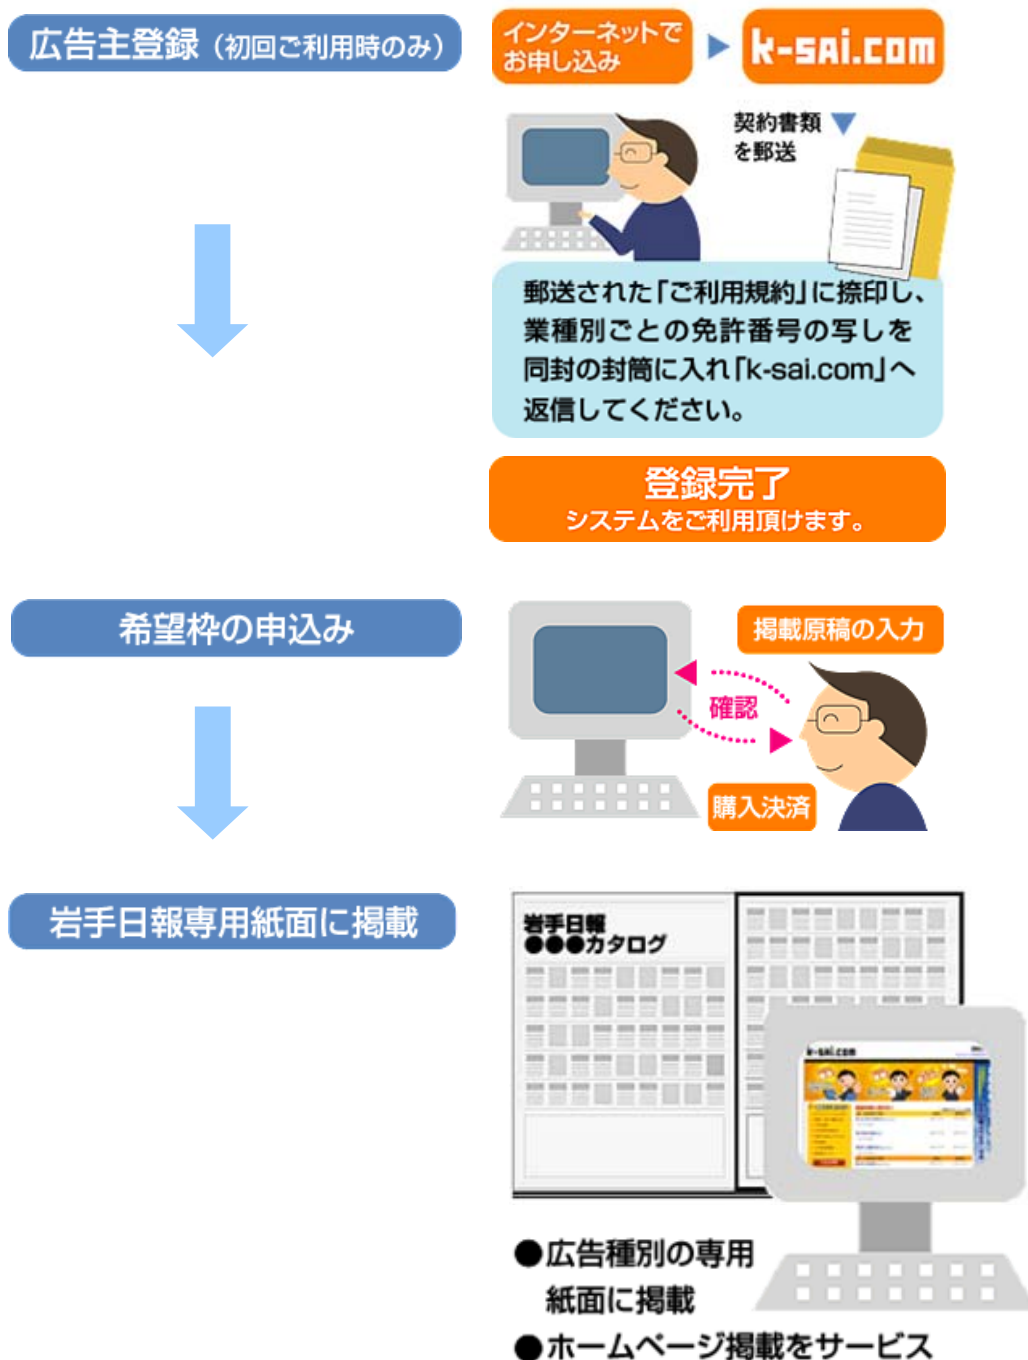 広告主登録（初回ご利用時のみ）
インターネットで
お申し込み
k-sai.com
契約書類
を郵送
郵送された「ご利用規約」に捺印し、
業種別ごとの免許番号の写しを
同封の封筒に入れ「k-sai.com」へ
返信してください。
登録完了
システムをご利用頂けます。
希望枠の申込み
掲載原稿の入力
確認
購入決済
岩手日報専用紙面に掲載
岩手日報
●●●カタログ
k-sai.com
●広告種別の専用
紙面に掲載
●ホームページ掲載をサービス